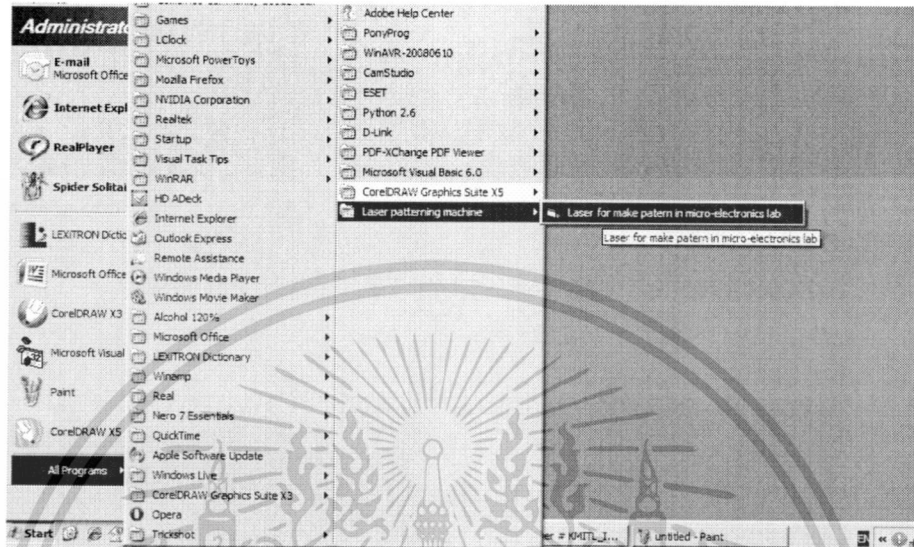 Administrat
E-mail
Microsoft Office
Internet Expl
RealPlayer
Spider Solitai
LEXiTRON Dictio
Microsoft Office
CorelDRAW X3
Microsoft Visual
Paint
CorelDRAW X5
All Programs
Start
Games
LClock
Microsoft PowerToys
Mozilla Firefox
NVIDIA Corporation
Realtek
Startup
Visual Task Tips
WinRAR
HD ADeck
Internet Explorer
Outlook Express
Remote Assistance
Windows Media Player
Windows Movie Maker
Alcohol 120%
Microsoft Office
LEXiTRON Dictionary
Winamp
Real
Nero 7 Essentials
QuickTime
Apple Software Update
Windows Live
CorelDRAW Graphics Suite X3
Opera
Trickshot
Adobe Help Center
PonyProg
WinAVR-20080610
CamStudio
ESET
Python 2.6
D-Link
PDF-XChange PDF Viewer
Microsoft Visual Basic 6.0
CorelDRAW Graphics Suite X5
Laser patterning machine
Laser for make patern in micro-electronics lab
Laser for make patern in micro-electronics lab
er # KMITL_I...
untitled - Paint
EN